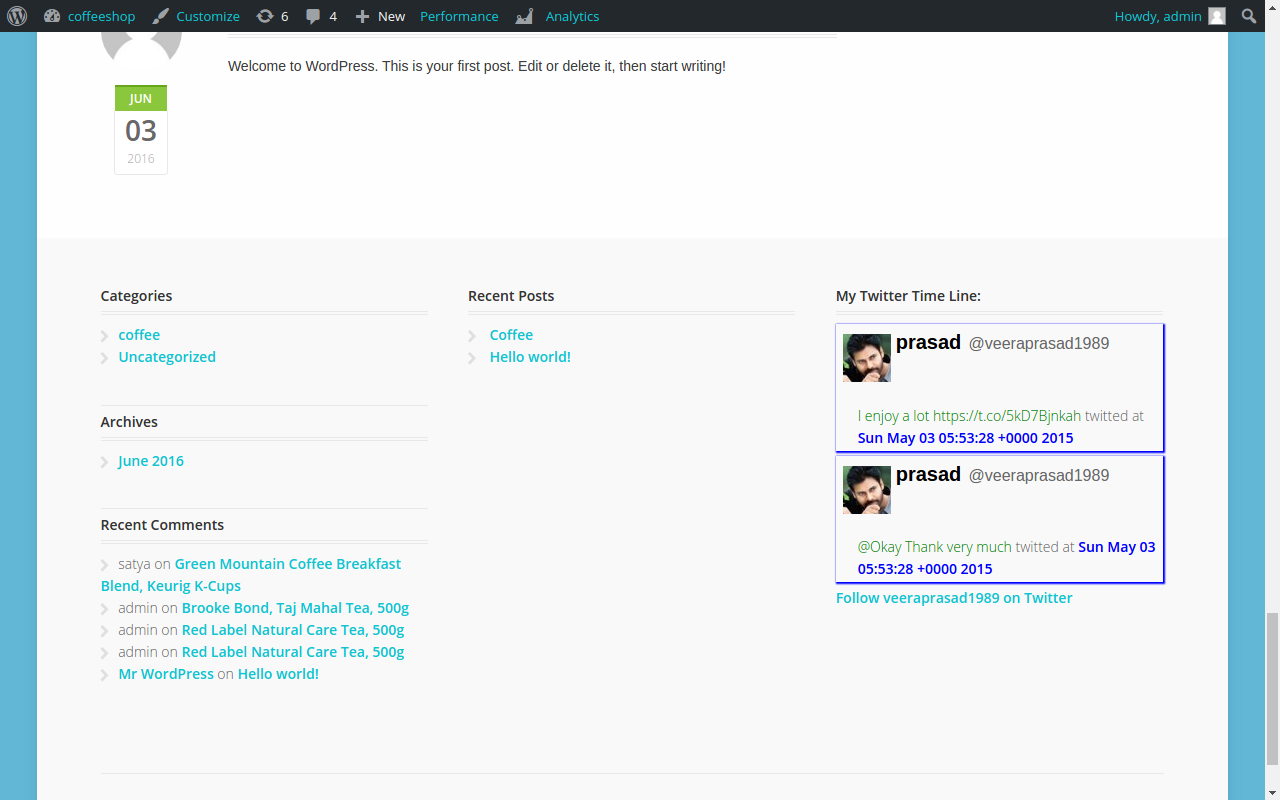 coffeeshop Customize 6 4 New Performance Analytics Howdy, admin
Welcome to WordPress. This is your first post. Edit or delete it, then start writing!
JUN
03
2016
Categories
coffee
Uncategorized
Archives
June 2016
Recent Comments
satya on Green Mountain Coffee Breakfast
Blend, Keurig K-Cups
admin on Brooke Bond, Taj Mahal Tea, 500g
admin on Red Label Natural Care Tea, 500g
admin on Red Label Natural Care Tea, 500g
Mr WordPress on Hello world!
Recent Posts
Coffee
Hello world!
My Twitter Time Line:
prasad @veeraprasad1989
I enjoy a lot https://t.co/5kD7Bjnkah twitted at
Sun May 03 05:53:28 +0000 2015
prasad @veeraprasad1989
@Okay Thank very much twitted at Sun May 03
05:53:28 +0000 2015
Follow veeraprasad1989 on Twitter